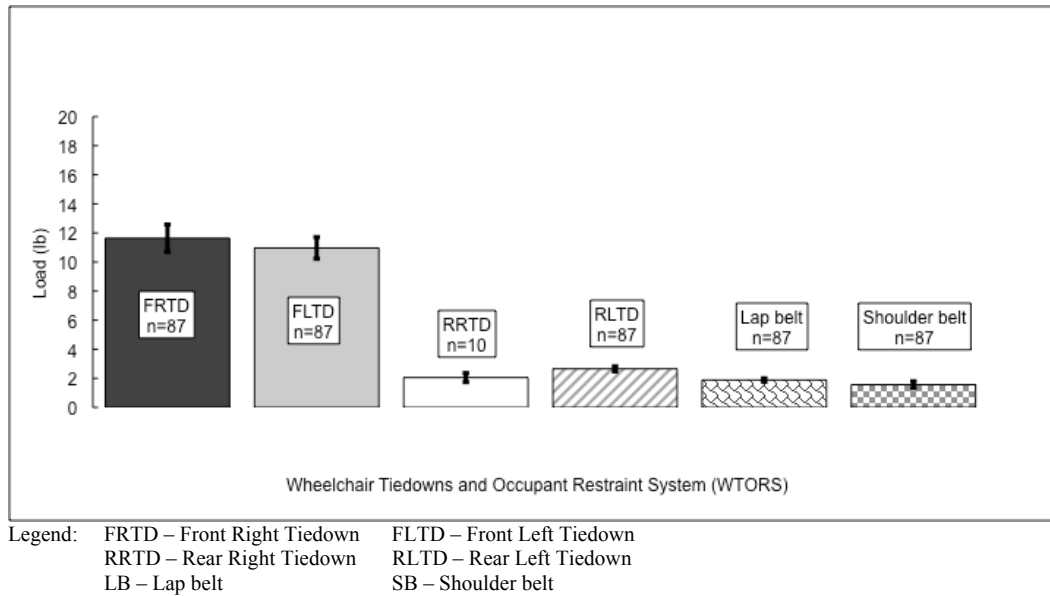 20
18
16
14
12
10
8
6
4
2
0
Load (lb)
FRTD
n=87
FLTD
n=87
RRTD
n=10
RLTD
n=87
Lap belt
n=87
Shoulder belt
n=87
Wheelchair Tiedowns and Occupant Restraint System (WTORS)
Legend: FRTD – Front Right Tiedown FLTD – Front Left Tiedown
RRTD – Rear Right Tiedown RLTD – Rear Left Tiedown
LB – Lap belt SB – Shoulder belt